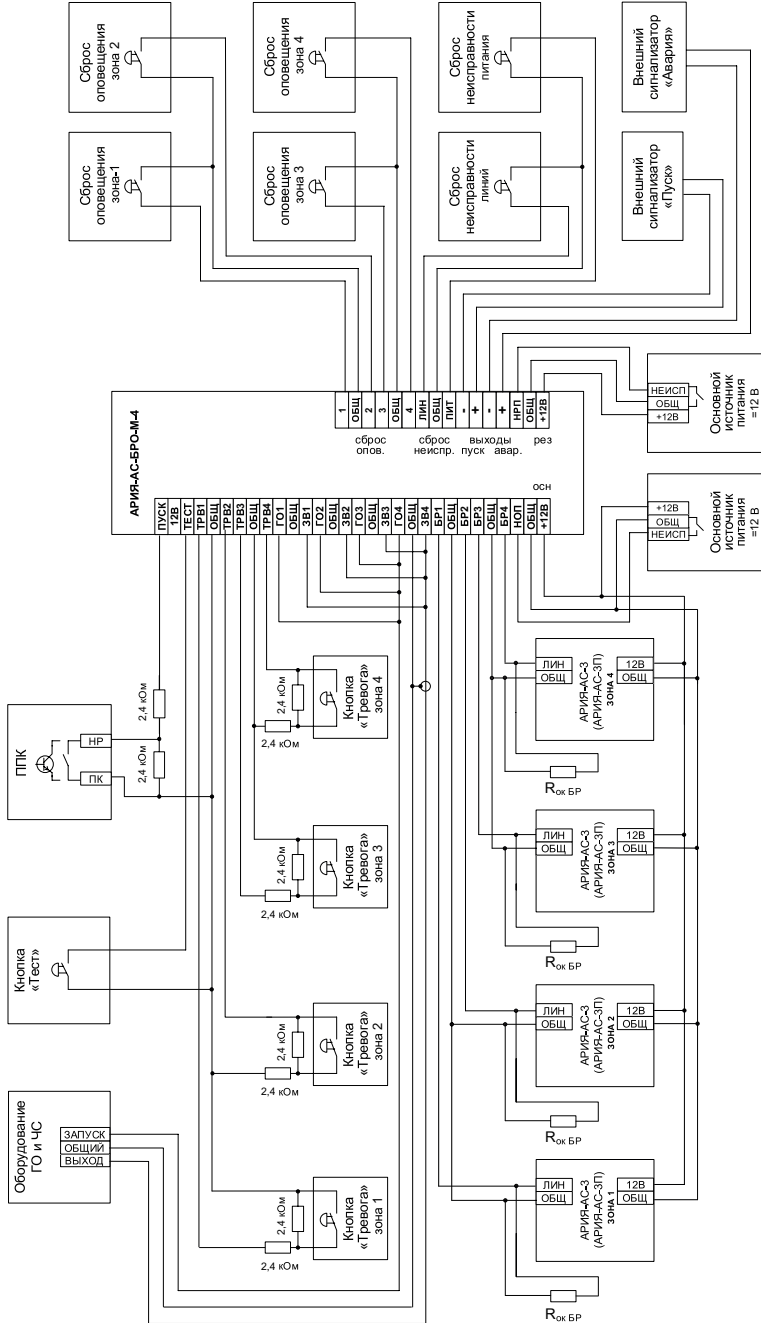 Сброс
оповещения
зона 2
Сброс
оповещения
зона 4
Сброс
неисправности
питания
Внешний
сигнализатор
«Авария»
Сброс
оповещения
зона-1
Сброс
оповещения
зона 3
Сброс
неисправности
линий
Внешний
сигнализатор
«Пуск»
АРИЯ-АС-БРО-М-4
1
ОБЩ
2
3
ОБЩ
4
ЛИН
ОБЩ
ПИТ
-
+
-
+
НРП
ОБЩ
+12В
сброс
опов.
сброс
неиспр.
выходы
пуск авар.
рез
осн
ПУСК
12В
ТЕСТ
ТРВ1
ОБЩ
ТРВ2
ТРВ3
ОБЩ
ТРВ4
ГО1
ОБЩ
ЗВ1
ГО2
ОБЩ
ЗВ2
ГО3
ОБЩ
ЗВ3
ГО4
ОБЩ
ЗВ4
БР1
ОБЩ
БР2
БР3
ОБЩ
БР4
НОП
ОБЩ
+12В
НЕИСП
ОБЩ
+12В
Основной
источник
питания
=12 В
+12В
ОБЩ
НЕИСП
Основной
источник
питания
=12 В
ППК
НР
ПК
2,4 кОм
2,4 кОм
Кнопка
«Тест»
Оборудование
ГО и ЧС
ЗАПУСК
ОБЩИЙ
ВЫХОД
2,4 кОм
2,4 кОм
Кнопка
«Тревога»
зона 4
2,4 кОм
2,4 кОм
Кнопка
«Тревога»
зона 3
2,4 кОм
2,4 кОм
Кнопка
«Тревога»
зона 2
2,4 кОм
2,4 кОм
Кнопка
«Тревога»
зона 1
ЛИН
ОБЩ
АРИЯ-АС-3
(АРИЯ-АС-3П)
ЗОНА 4
12В
ОБЩ
Rок БР
ЛИН
ОБЩ
АРИЯ-АС-3
(АРИЯ-АС-3П)
ЗОНА 3
12В
ОБЩ
Rок БР
ЛИН
ОБЩ
АРИЯ-АС-3
(АРИЯ-АС-3П)
ЗОНА 2
12В
ОБЩ
Rок БР
ЛИН
ОБЩ
АРИЯ-АС-3
(АРИЯ-АС-3П)
ЗОНА 1
12В
ОБЩ
Rок БР